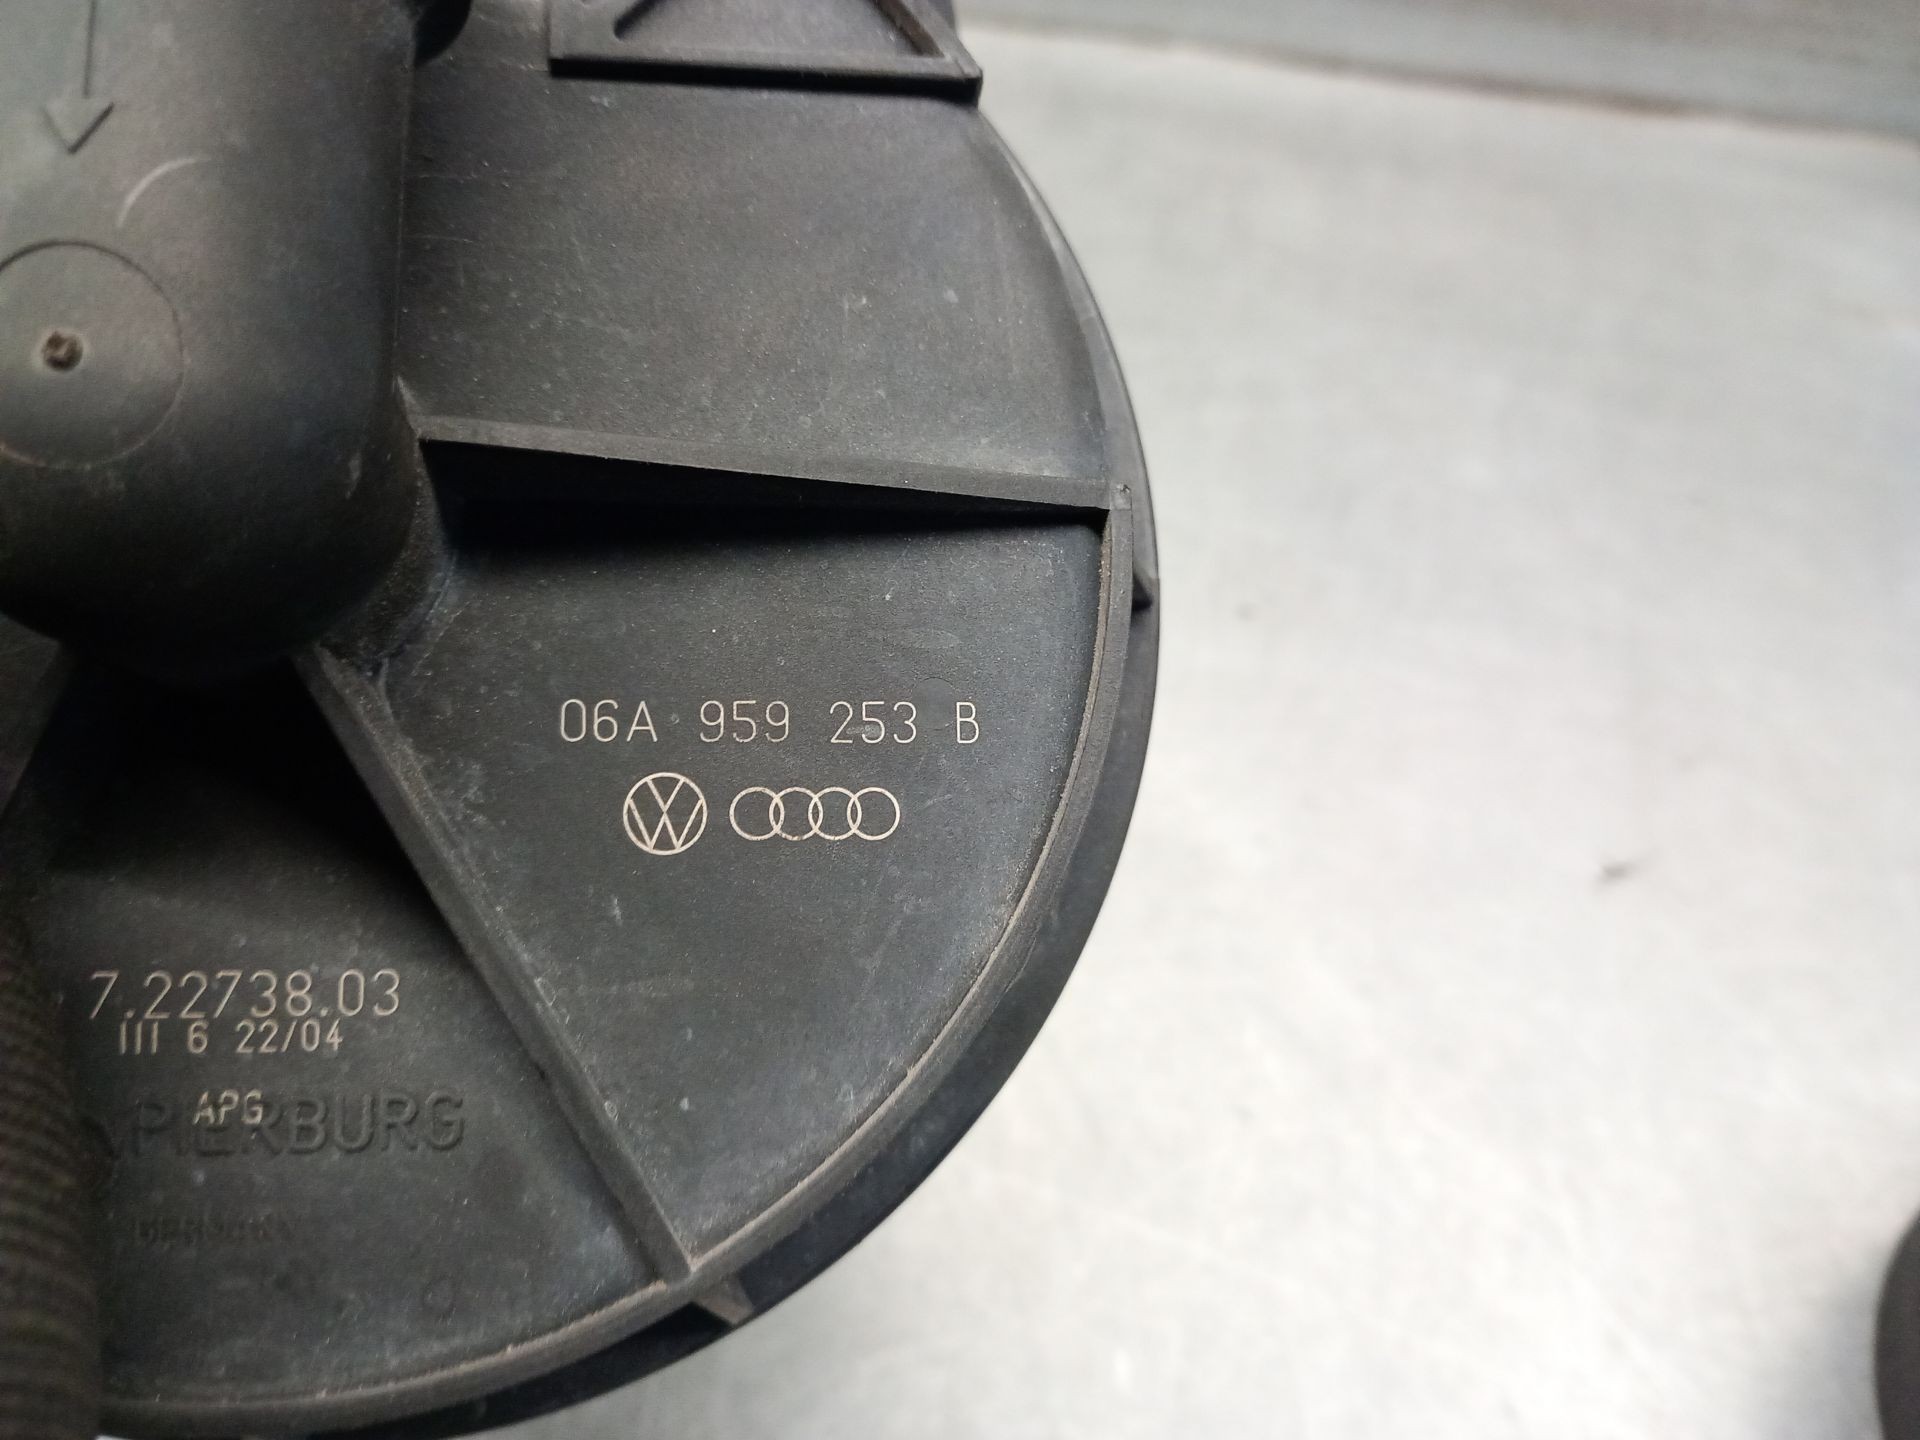 06A 959 253 B
7.22738.03
III 6 22/04
APG
PIERBURG